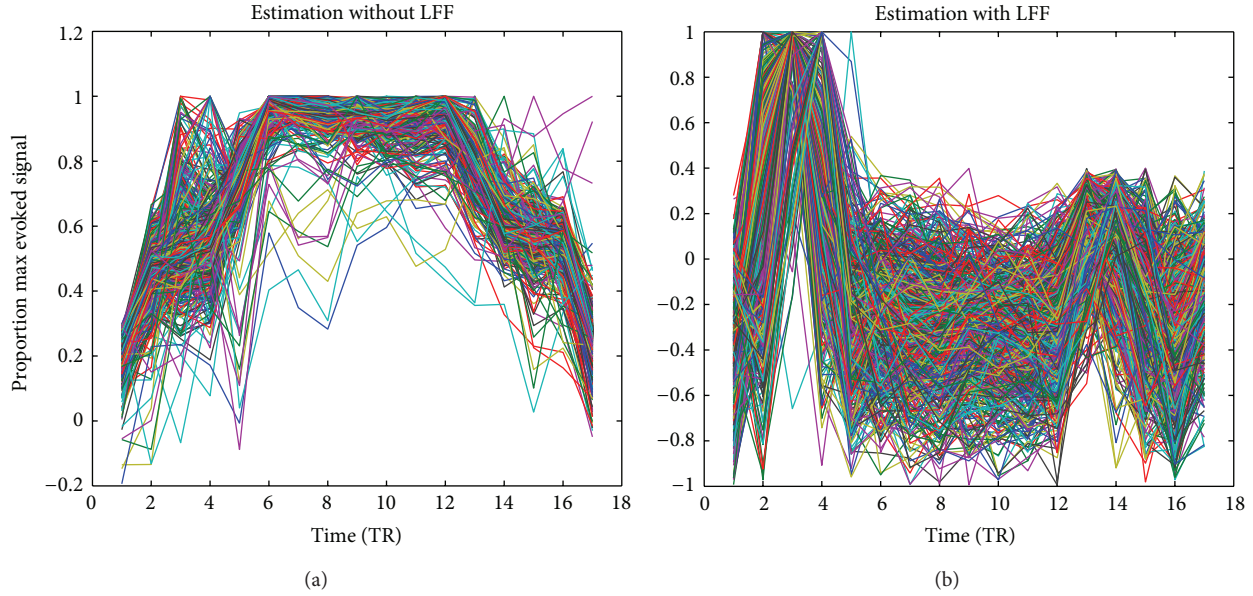 Estimation without LFF
Proportion max evoked signal
1.2
1
0.8
0.6
0.4
0.2
0
−0.2
0 2 4 6 8 10 12 14 16 18
Time (TR)
(a)
Estimation with LFF
1
0.8
0.6
0.4
0.2
0
−0.2
−0.4
−0.6
−0.8
−1
0 2 4 6 8 10 12 14 16 18
Time (TR)
(b)